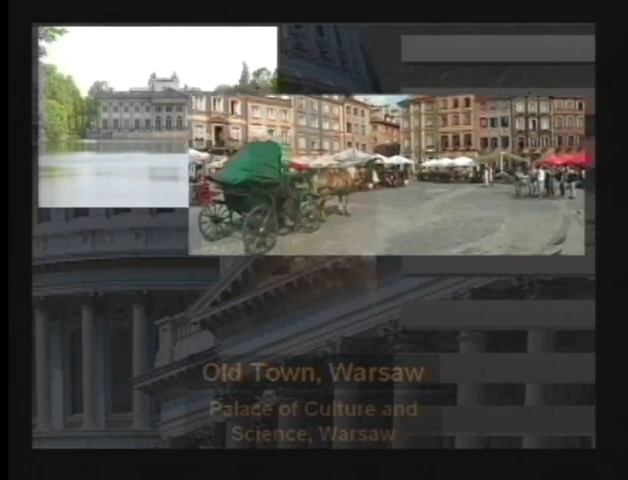 Old Town, Warsaw
Palace of Culture and
Science, Warsaw